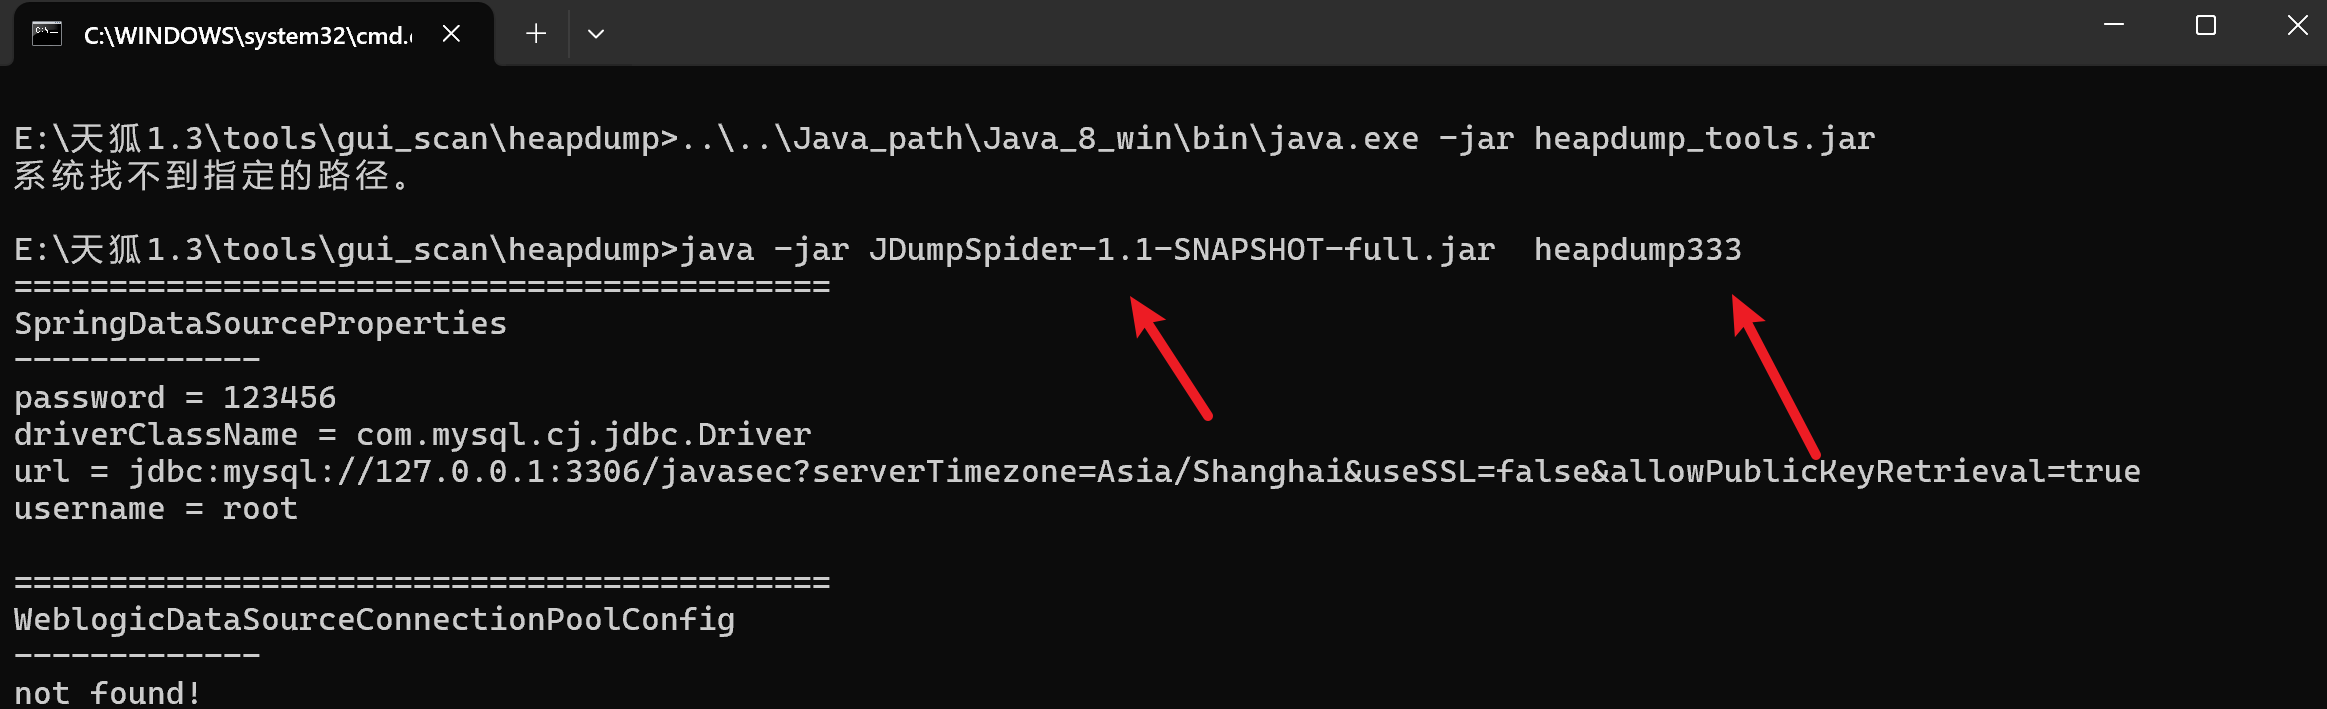 C:\WINDOWS\system32\cmd.
E:\天狐1.3\tools\gui_scan\heapdump>..\..\Java_path\Java_8_win\bin\java.exe -jar heapdump_tools.jar
系统找不到指定的路径。
E:\天狐1.3\tools\gui_scan\heapdump>java -jar JDumpSpider-1.1-SNAPSHOT-full.jar  heapdump333
===========================================
SpringDataSourceProperties
-------------
password = 123456
driverClassName = com.mysql.cj.jdbc.Driver
url = jdbc:mysql://127.0.0.1:3306/javasec?serverTimezone=Asia/Shanghai&useSSL=false&allowPublicKeyRetrieval=true
username = root
===========================================
WeblogicDataSourceConnectionPoolConfig
-------------
not found!